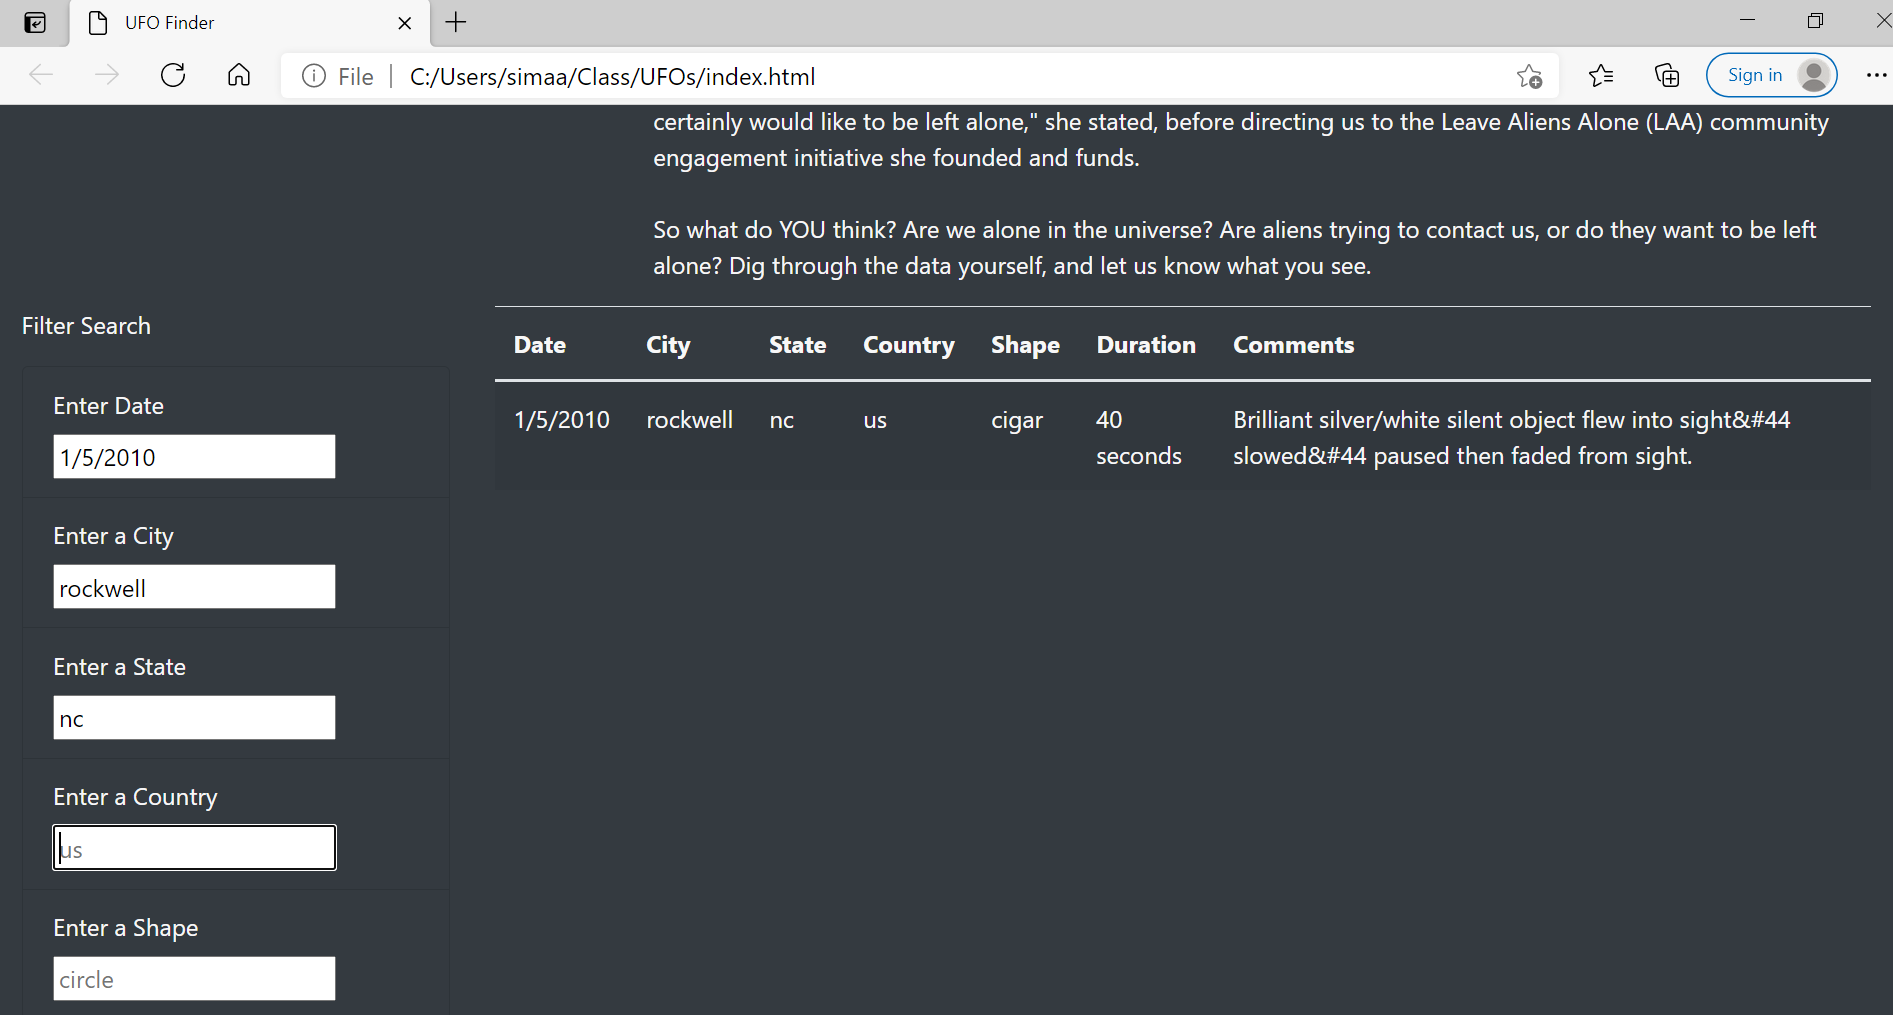 UFO Finder
File | C:/Users/simaa/Class/UFOs/index.html
Sign in
certainly would like to be left alone," she stated, before directing us to the Leave Aliens Alone (LAA) community
engagement initiative she founded and funds.
So what do YOU think? Are we alone in the universe? Are aliens trying to contact us, or do they want to be left
alone? Dig through the data yourself, and let us know what you see.
Filter Search
Enter Date
1/5/2010
Enter a City
rockwell
Enter a State
nc
Enter a Country
us
Enter a Shape
circle
Date City State Country Shape Duration Comments
1/5/2010 rockwell nc us cigar 40 Brilliant silver/white silent object flew into sight&#44
seconds slowed&#44 paused then faded from sight.